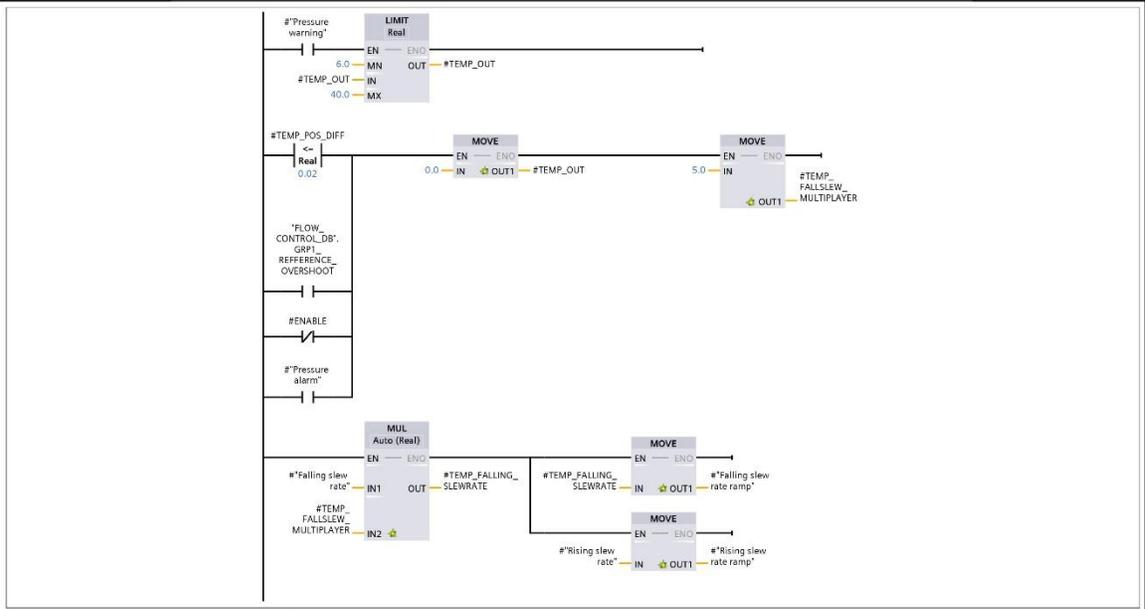 #"Pressure
warning"
LIMIT
Real
EN ENO
6.0 MN OUT #TEMP_OUT
#TEMP_OUT IN
40.0 MX
#TEMP_POS_DIFF
<=
Real
0.02
MOVE
EN ENO
0.0 IN OUT1 #TEMP_OUT
MOVE
EN ENO
5.0 IN
OUT1
#TEMP_
FALLSLEW_
MULTIPLAYER
"FLOW_
CONTROL_DB".
GRP1_
REFFERENCE_
OVERSHOOT
#ENABLE
#"Pressure
alarm"
MUL
Auto (Real)
EN ENO
#"Falling slew
rate" IN1
OUT
#TEMP_FALLING_
SLEWRATE
#TEMP_
FALLSLEW_
MULTIPLAYER IN2
MOVE
EN ENO
#TEMP_FALLING_
SLEWRATE IN
OUT1
#"Falling slew
rate ramp"
MOVE
EN ENO
#"Rising slew
rate" IN
OUT1
#"Rising slew
rate ramp"